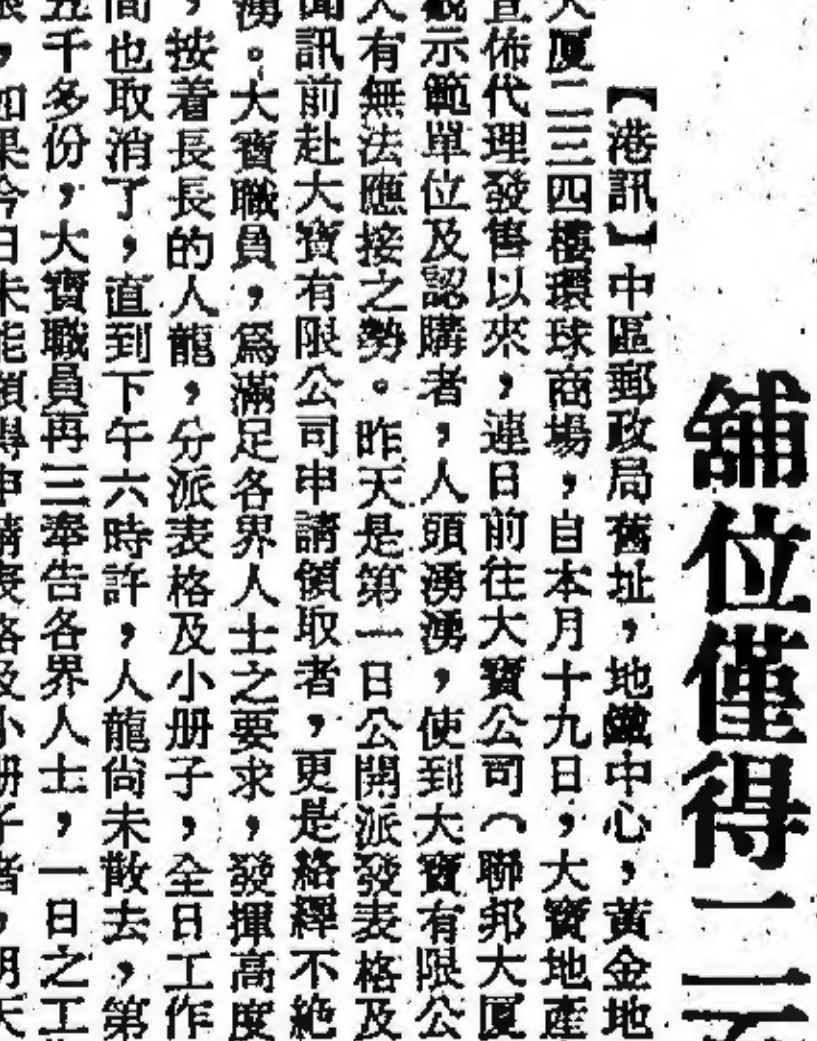 舖位僅得二
【港訊】中區郵政局舊址，地鐵中心，黃金地
大厦二三四樓環球商場，自本月十九日，大寶地產
宣佈代理發售以來，連日前往大寶公司（聯邦大厦
觀示範單位及認購者，人頭湧湧，使到大寶有限公
人有無法應接之勢。昨天是第一日公開派發表格及
聞訊前赴大寶有限公司申請領取者，更是絡繹不絶
湧。大寶職員，爲滿足各界人士之要求，發揮高度
，按着長長的人龍，分派表格及小册子，全日工作
間也取消了，直到下午六時許，人龍尙未散去，第
五千多份，大寶職員再三奉告各界人士，一日之工
，如果今日未能領得申請表格及小册子者，明天